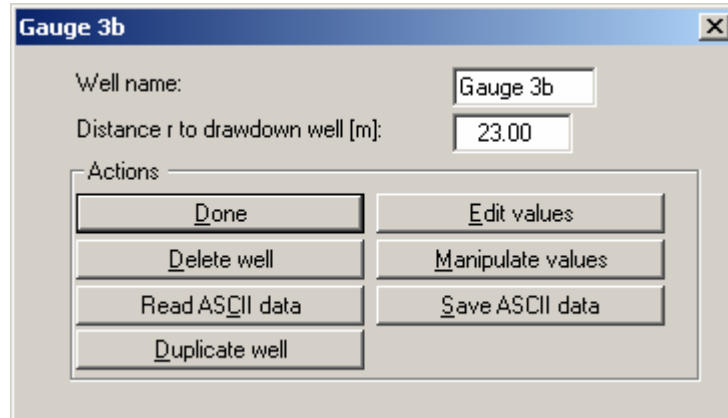 Gauge 3b
Well name: Gauge 3b
Distance r to drawdown well [m]: 23.00
Actions
Done Edit values
Delete well Manipulate values
Read ASCII data Save ASCII data
Duplicate well